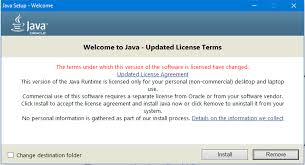 Java Setup - Welcome
Java
ORACLE
Welcome to Java - Updated License Terms
The terms under which this version of the software is licensed have changed.
Updated License Agreement
This version of the Java Runtime is licensed only for your personal (non-commercial) desktop and laptop
use.
Commercial use of this software requires a separate license from Oracle or from your software vendor.
Click Install to accept the license agreement and install Java now or click Remove to uninstall it from your
system.
No personal information is gathered as part of our install process. Details on the information we collect
Change destination folder
Install
Remove